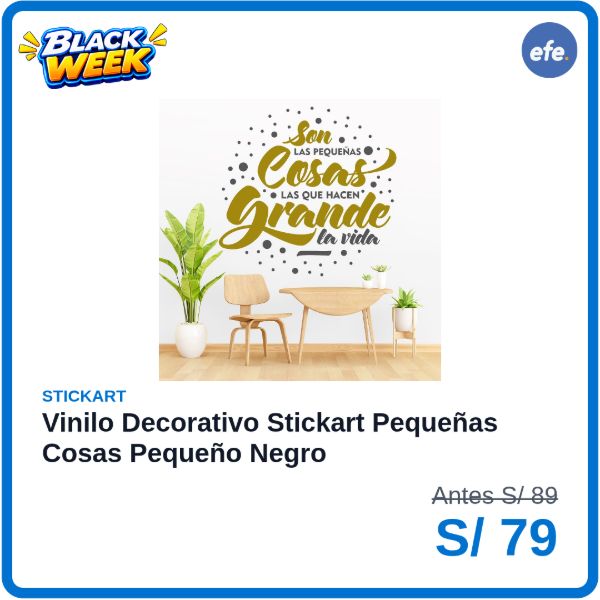 BLACK
WEEK
efe.
Son
LAS PEQUEÑAS
Cosas
LAS QUE HACEN
Grande
la vida
STICKART
Vinilo Decorativo Stickart Pequeñas
Cosas Pequeño Negro
Antes S/ 89
S/ 79